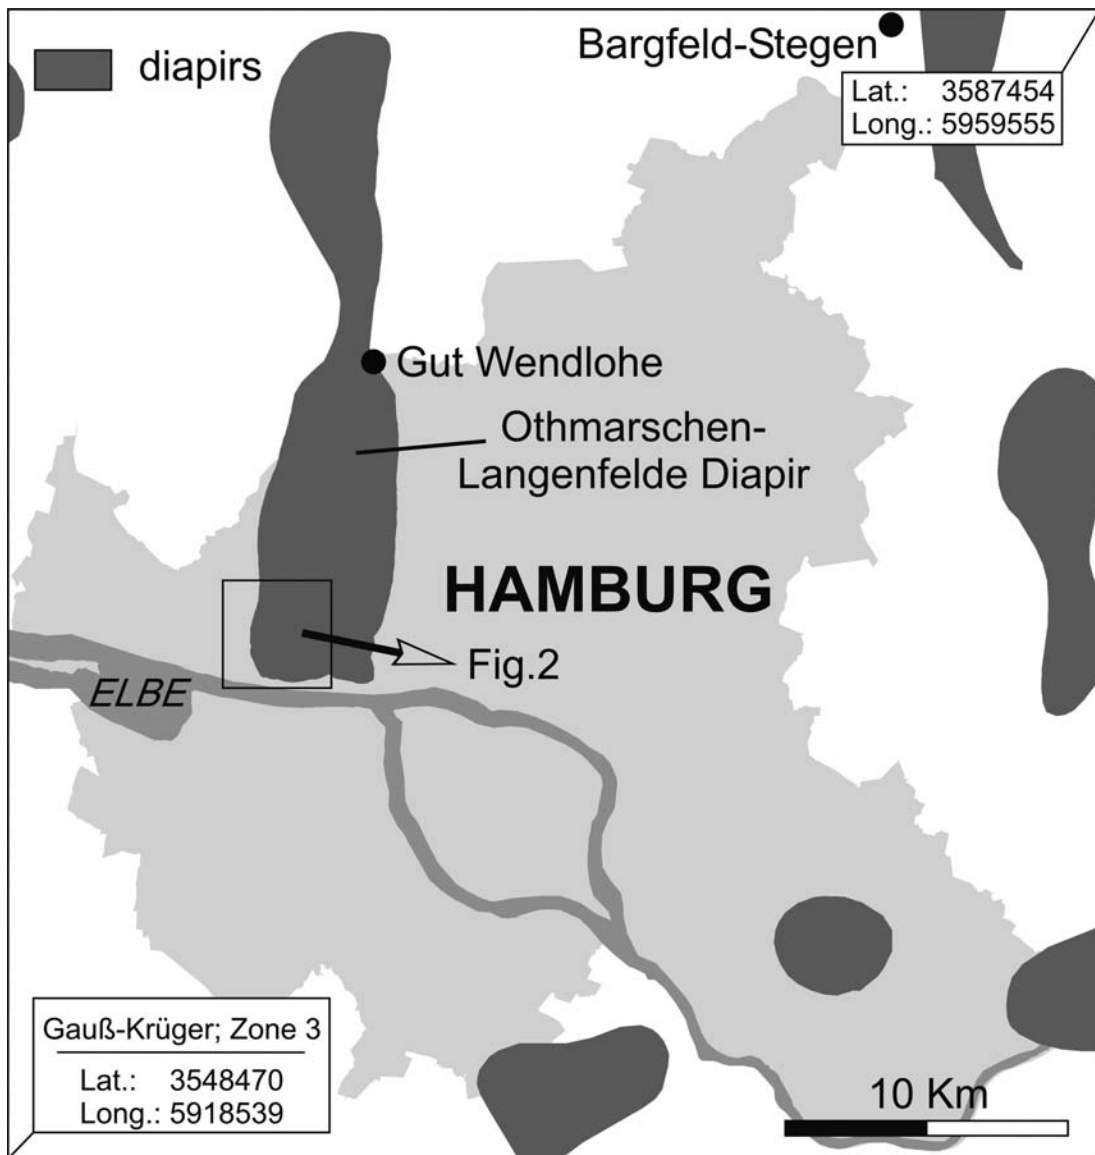 diapirs
Bargfeld-Stegen
Lat.: 3587454
Long.: 5959555
Gut Wendlohe
Othmarschen-
Langenfelde Diapir
HAMBURG
Fig.2
ELBE
Gauß-Krüger; Zone 3
Lat.: 3548470
Long.: 5918539
10 Km